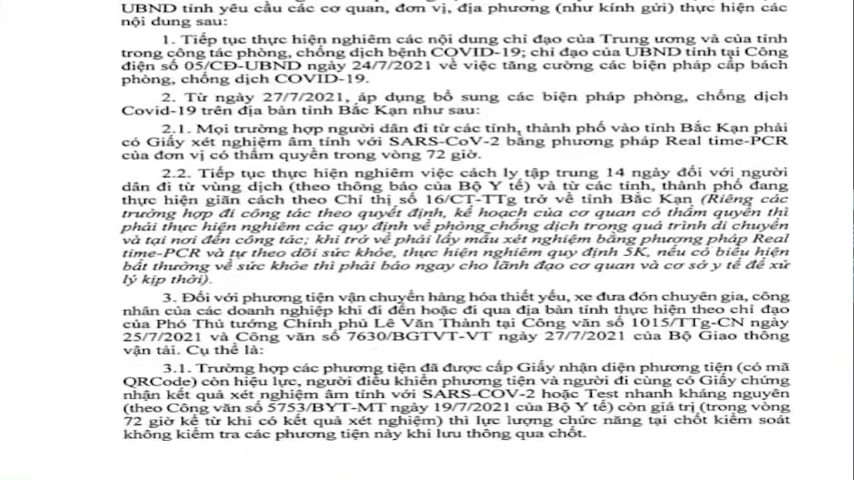 UBND tỉnh yêu cầu các cơ quan, đơn vị, địa phương (như kính gửi) thực hiện các
nội dung sau:
1. Tiếp tục thực hiện nghiêm các nội dung chỉ đạo của Trung ương và của tỉnh
trong công tác phòng, chống dịch bệnh COVID-19; chỉ đạo của UBND tỉnh tại Công
điện số 05/CĐ-UBND ngày 24/7/2021 về việc tăng cường các biện pháp cấp bách
phòng, chống dịch COVID-19.
2. Từ ngày 27/7/2021, áp dụng bổ sung các biện pháp phòng, chống dịch
Covid-19 trên địa bàn tỉnh Bắc Kạn như sau:
2.1. Mọi trường hợp người dân đi từ các tỉnh, thành phố vào tỉnh Bắc Kạn phải
có Giấy xét nghiệm âm tính với SARS-CoV-2 bằng phương pháp Real time-PCR
của đơn vị có thẩm quyền trong vòng 72 giờ.
2.2. Tiếp tục thực hiện nghiêm việc cách ly tập trung 14 ngày đối với người
dân đi từ vùng dịch (theo thông báo của Bộ Y tế) và từ các tỉnh, thành phố đang
thực hiện giãn cách theo Chỉ thị số 16/CT-TTg trở về tỉnh Bắc Kạn (Riêng các
trường hợp đi công tác theo quyết định, kế hoạch của cơ quan có thẩm quyền thì
phải thực hiện nghiêm các quy định về phòng chống dịch trong quá trình di chuyển
và tại nơi đến công tác; khi trở về phải lấy mẫu xét nghiệm bằng phương pháp Real
time-PCR và tự theo dõi sức khỏe, thực hiện nghiêm quy định 5K, nếu có biểu hiện
bất thường về sức khỏe thì phải báo ngay cho lãnh đạo cơ quan và cơ sở y tế để xử
lý kịp thời).
3. Đối với phương tiện vận chuyển hàng hóa thiết yếu, xe đưa đón chuyên gia, công
nhân của các doanh nghiệp khi đi đến hoặc đi qua địa bàn tỉnh thực hiện theo chỉ đạo
của Phó Thủ tướng Chính phủ Lê Văn Thành tại Công văn số 1015/TTg-CN ngày
25/7/2021 và Công văn số 7630/BGTVT-VT ngày 27/7/2021 của Bộ Giao thông
vận tải. Cụ thể là:
3.1. Trường hợp các phương tiện đã được cấp Giấy nhận diện phương tiện (có mã
QRCode) còn hiệu lực, người điều khiển phương tiện và người đi cùng có Giấy chứng
nhận kết quả xét nghiệm âm tính với SARS-COV-2 hoặc Test nhanh kháng nguyên
(theo Công văn số 5753/BYT-MT ngày 19/7/2021 của Bộ Y tế) còn giá trị (trong vòng
72 giờ kể từ khi có kết quả xét nghiệm) thì lực lượng chức năng tại chốt kiểm soát
không kiểm tra các phương tiện này khi lưu thông qua chốt.